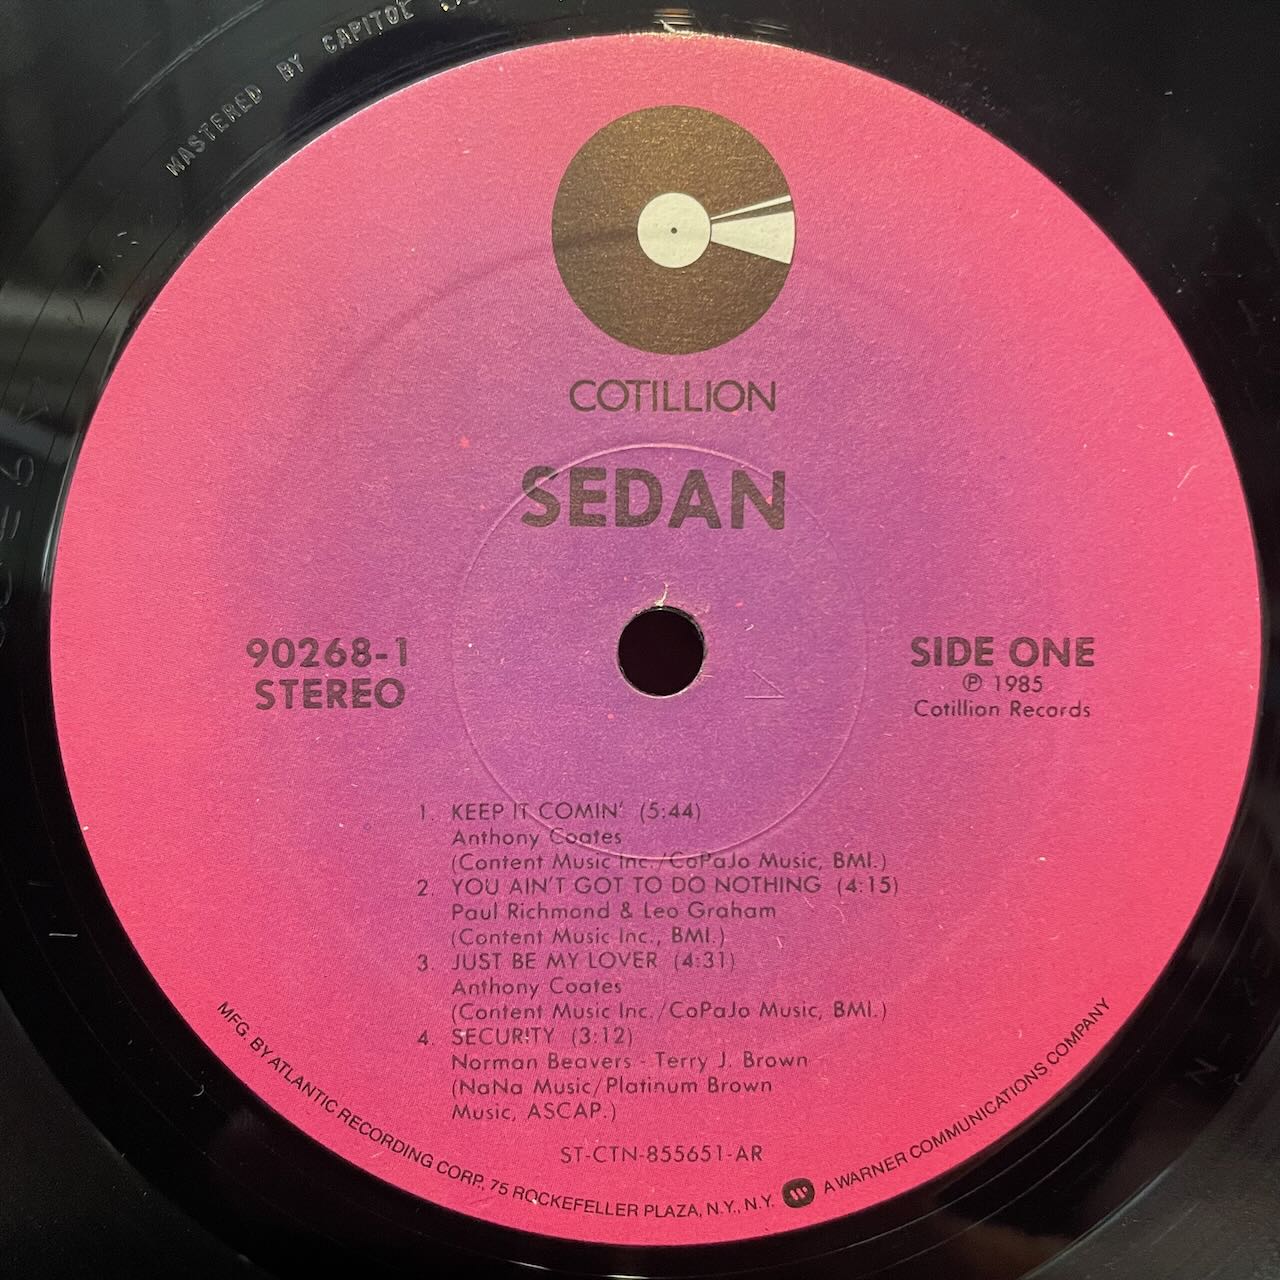 MASTERED BY CAPITOL
COTILLION
SEDAN
90268-1
STEREO
SIDE ONE
℗ 1985
Cotillion Records
1. KEEP IT COMIN' (5:44)
Anthony Coates
(Content Music Inc./CoPaJo Music, BMI.)
2. YOU AIN'T GOT TO DO NOTHING (4:15)
Paul Richmond & Leo Graham
(Content Music Inc., BMI.)
3. JUST BE MY LOVER (4:31)
Anthony Coates
(Content Music Inc./CoPaJo Music, BMI.)
4. SECURITY (3:12)
Norman Beavers - Terry J. Brown
(NaNa Music/Platinum Brown
Music, ASCAP.)
ST-CTN-855651-AR
MFG. BY ATLANTIC RECORDING CORP., 75 ROCKEFELLER PLAZA, N.Y., N.Y. A WARNER COMMUNICATIONS COMPANY